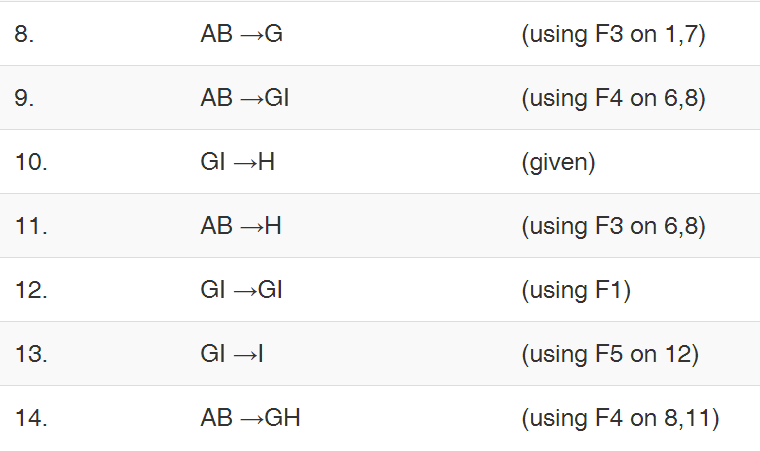 8. AB →G (using F3 on 1,7)
9. AB →GI (using F4 on 6,8)
10. GI →H (given)
11. AB →H (using F3 on 6,8)
12. GI →GI (using F1)
13. GI →I (using F5 on 12)
14. AB →GH (using F4 on 8,11)